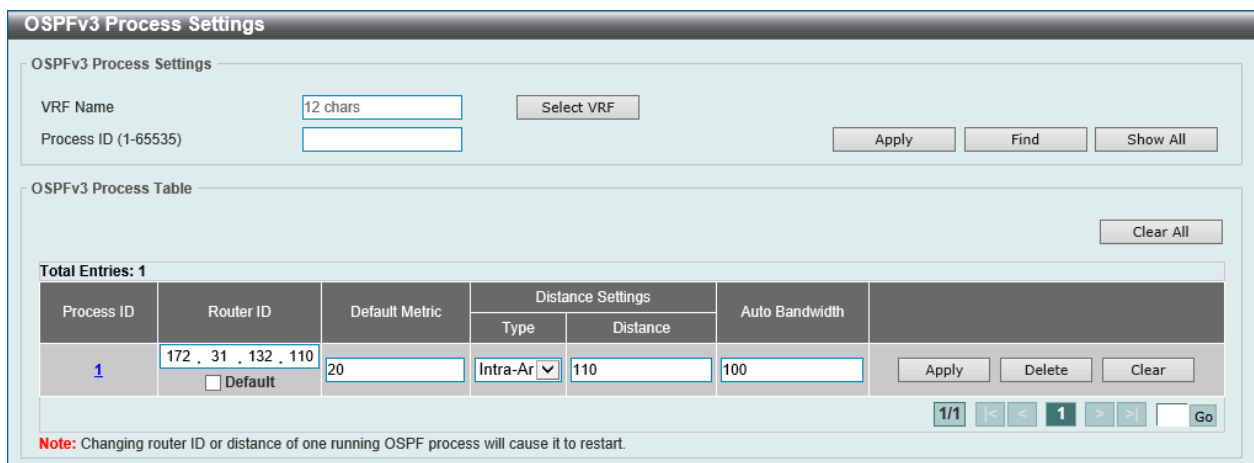 OSPFv3 Process Settings
OSPFv3 Process Settings
VRF Name 12 chars Select VRF
Process ID (1-65535) Apply Find Show All
OSPFv3 Process Table
Clear All
Total Entries: 1
Process ID Router ID Default Metric Distance Settings Auto Bandwidth
Type Distance
1 172 . 31 . 132 . 110 20 Intra-Ar 110 100 Apply Delete Clear
Default
1/1 |< < 1 > >| Go
Note: Changing router ID or distance of one running OSPF process will cause it to restart.